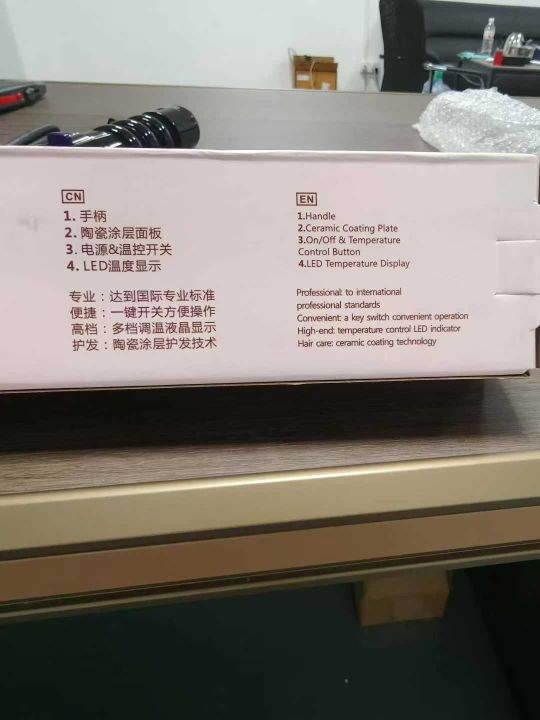 CN
1. 手柄
2. 陶瓷涂层面板
3. 电源&温控开关
4. LED温度显示
专业：达到国际专业标准
便捷：一键开关方便操作
高档：多档调温液晶显示
护发：陶瓷涂层护发技术
EN
1.Handle
2.Ceramic Coating Plate
3.On/Off & Temperature
Control Button
4.LED Temperature Display
Professional: to international
professional standards
Convenient: a key switch convenient operation
High-end: temperature control LED indicator
Hair care: ceramic coating technology